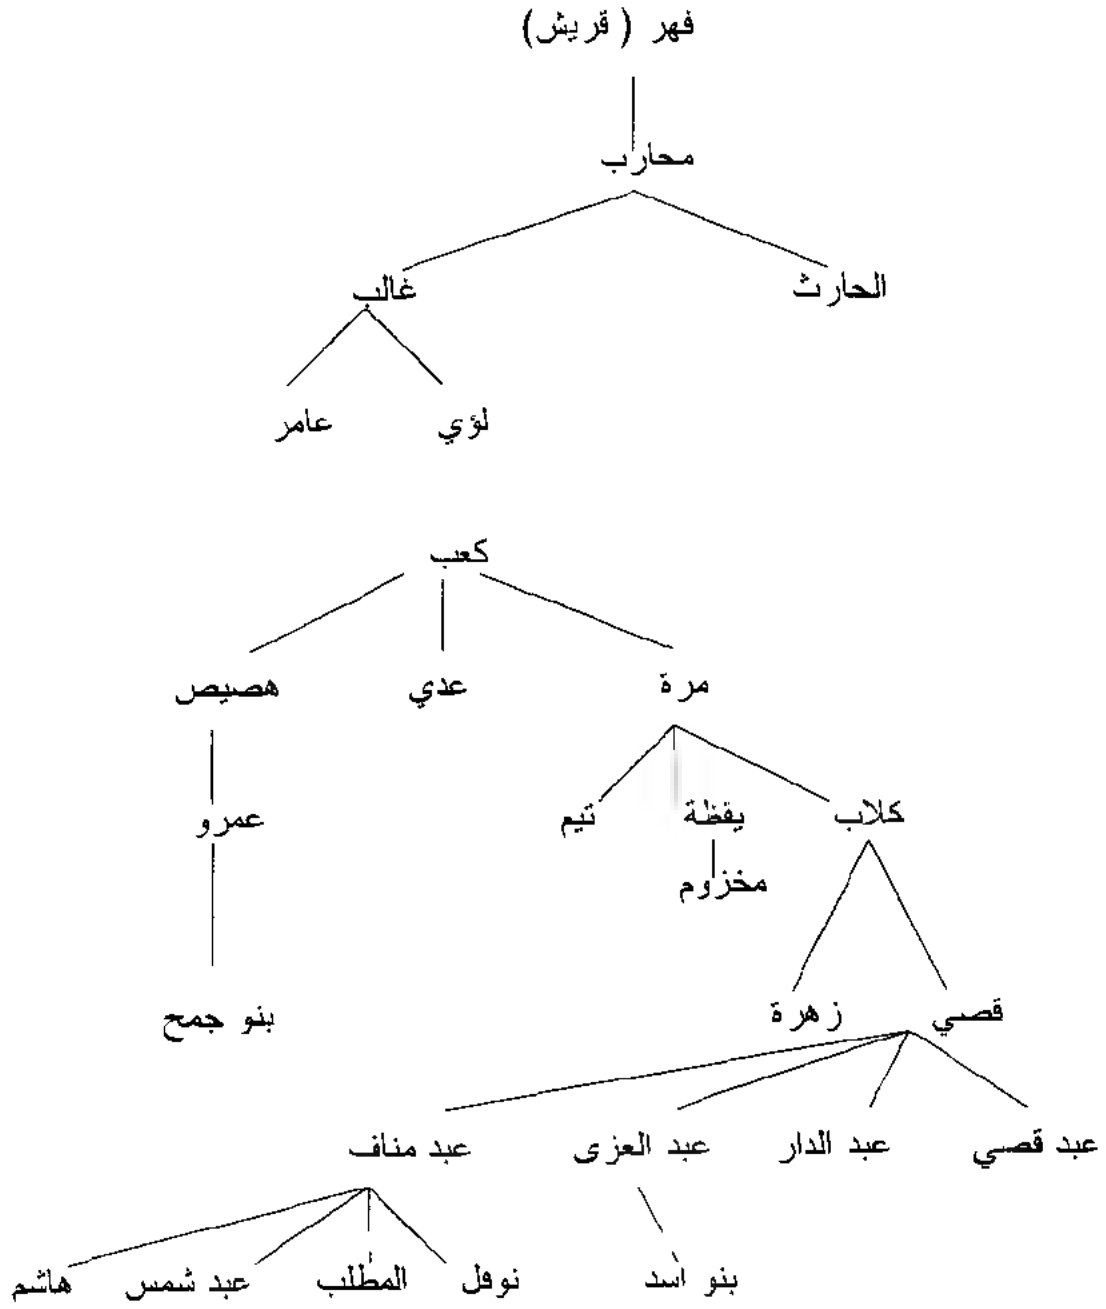 فهر ( قريش)
محارب
الحارث غالب
لؤي عامر
كعب
مرة عدي هصيص
كلاب يقظة تيم عمرو
مخزوم
قصي زهرة بنو جمح
عبد قصي عبد الدار عبد العزى عبد مناف
بنو أسد نوفل المطلب عبد شمس هاشم